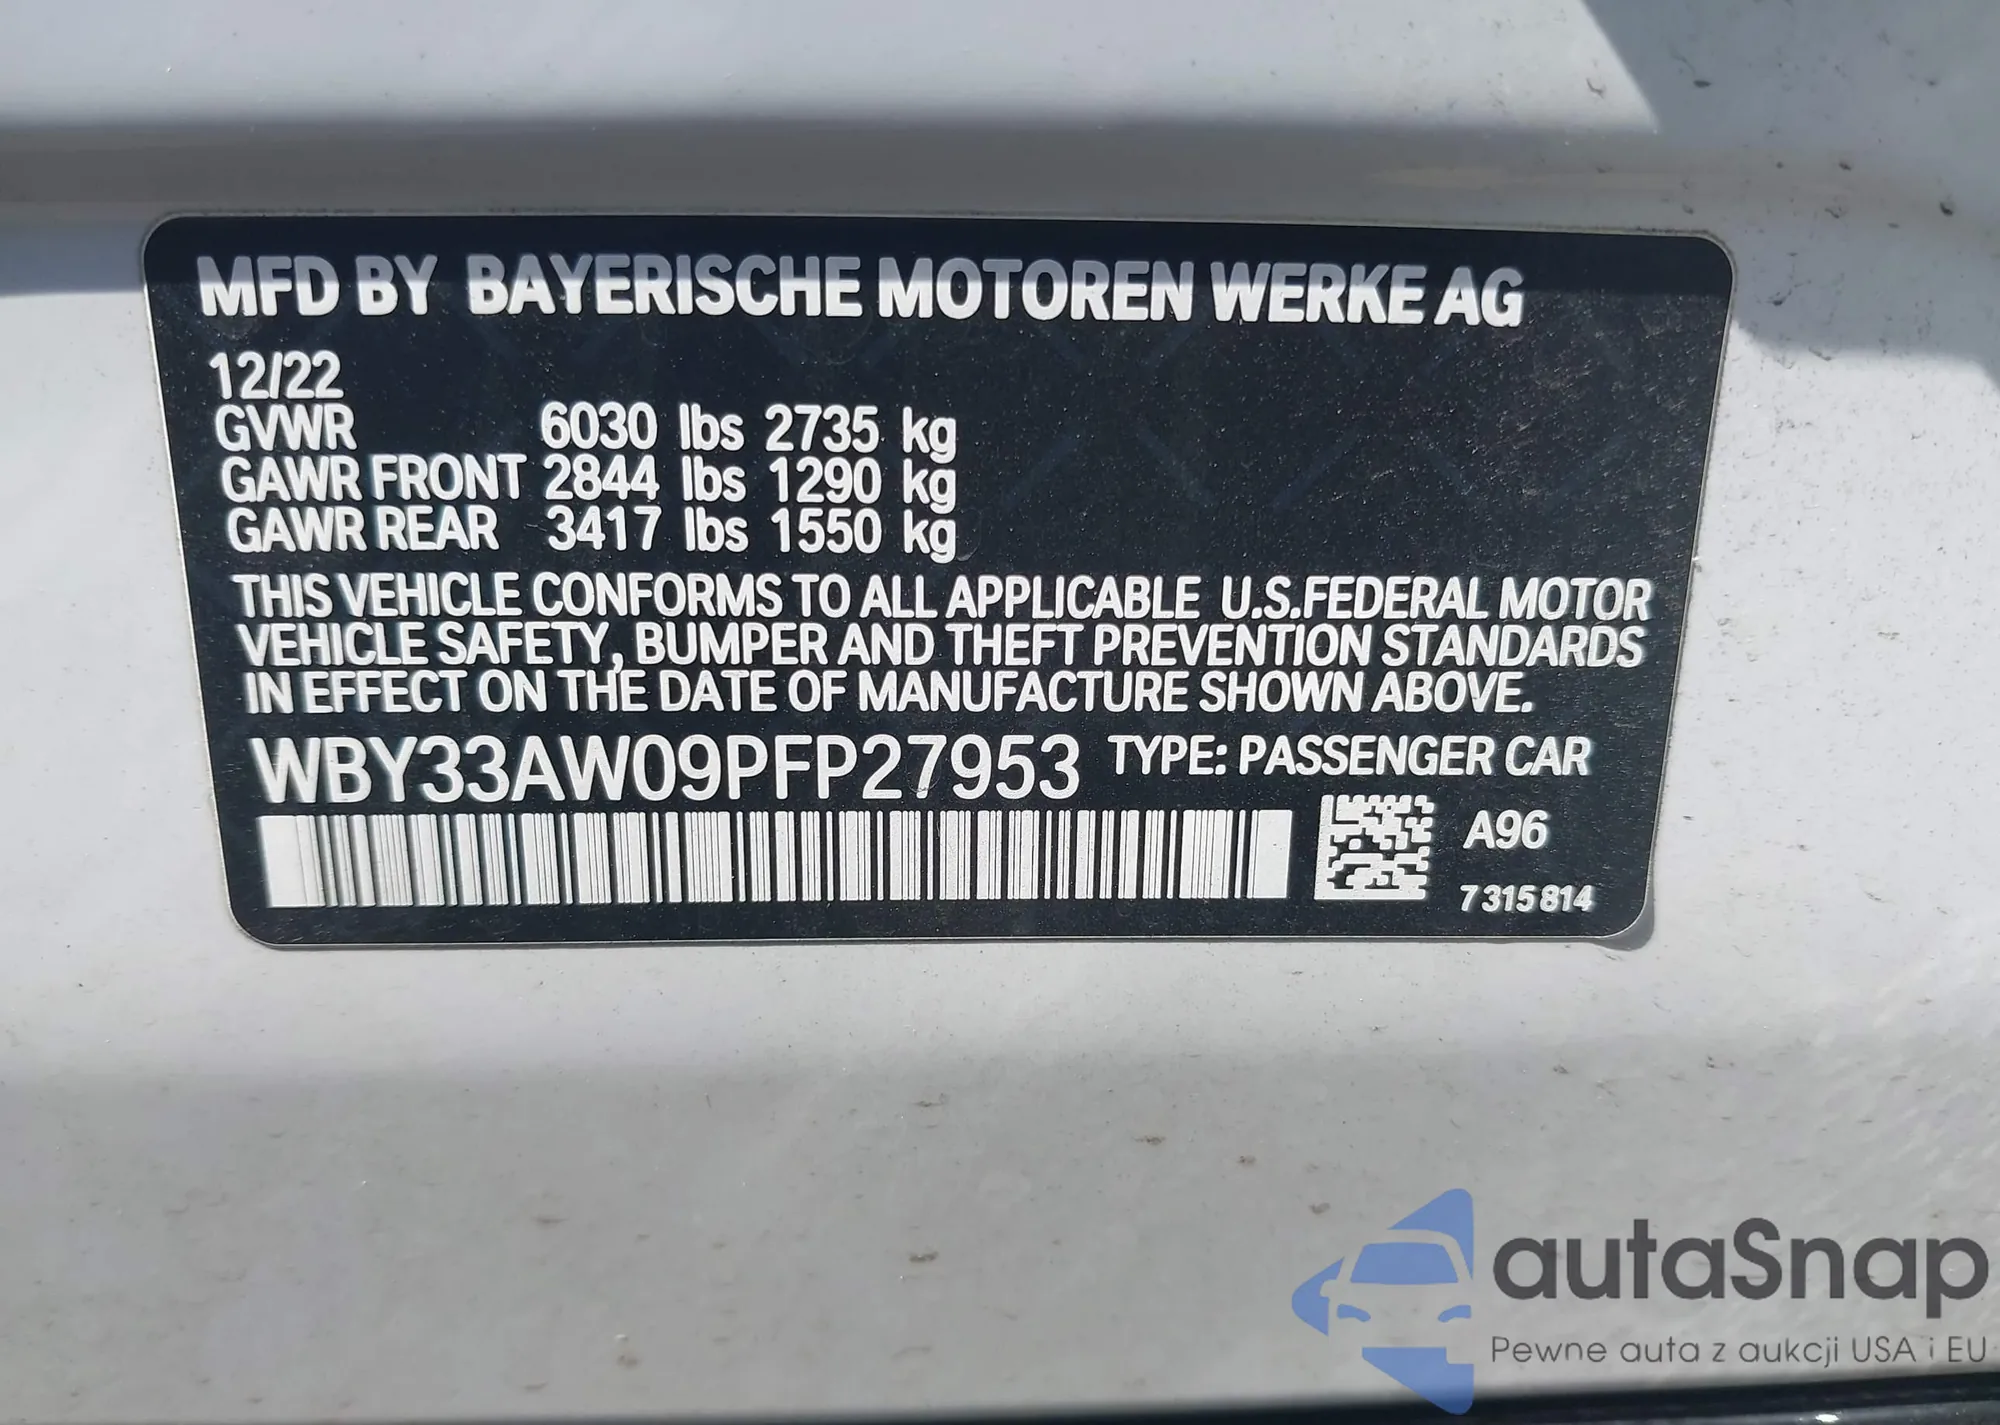 MFD BY BAYERISCHE MOTOREN WERKE AG
12/22
GVWR 6030 lbs 2735 kg
GAWR FRONT 2844 lbs 1290 kg
GAWR REAR 3417 lbs 1550 kg
THIS VEHICLE CONFORMS TO ALL APPLICABLE U.S.FEDERAL MOTOR
VEHICLE SAFETY, BUMPER AND THEFT PREVENTION STANDARDS
IN EFFECT ON THE DATE OF MANUFACTURE SHOWN ABOVE.
WBY33AW09PFP27953 TYPE: PASSENGER CAR
A96
7315814
autaSnap
Pewne auta z aukcji USA i EU